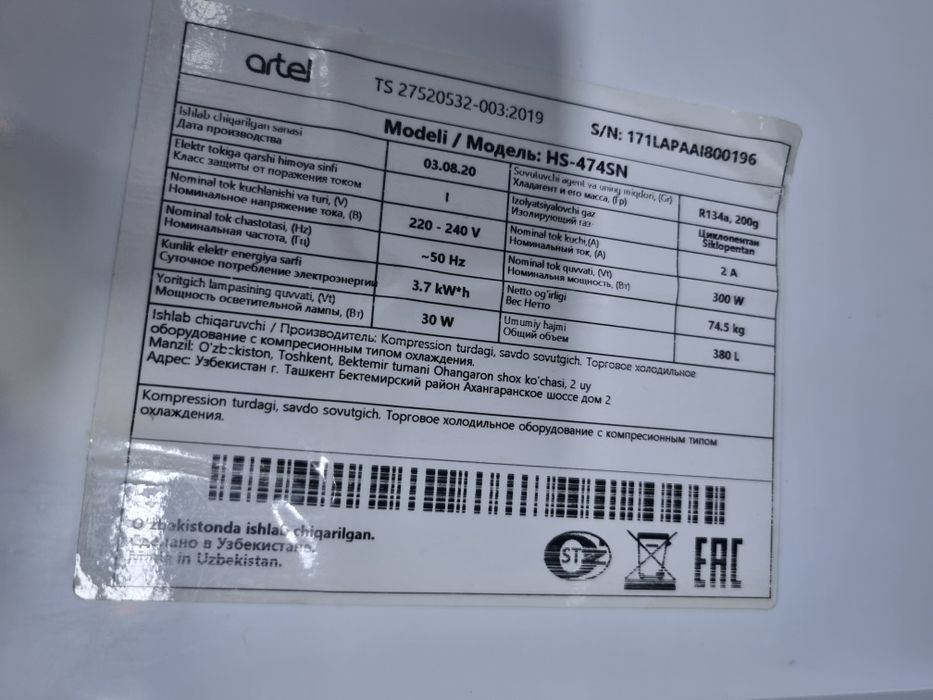 artel
TS 27520532-003:2019
S/N: 171LAPAAI800196
Modeli / Модель: HS-474SN
Ishlab chiqarilgan sanasi
Дата производства
03.08.20
Elektr tokiga qarshi himoya sinfi
Класс защиты от поражения током
I
Nominal tok kuchlanishi va turi, (V)
Номинальное напряжение тока, (В)
220 - 240 V
Nominal tok chastotasi, (Hz)
Номинальная частота, (Гц)
~50 Hz
Kunlik elektr energiya sarfi
Суточное потребление электроэнергии
3.7 kW*h
Yoritgich lampasining quvvati, (Vt)
Мощность осветительной лампы, (Вт)
30 W
Sovutuvchi agent va uning miqdori, (Gr)
Хладагент и его масса, (Гр)
R134a, 200g
Izolyatsiyalovchi gaz
Изолирующий газ
Циклопентан
Siklopentan
Nominal tok kuchi,(A)
Номинальный ток, (А)
2 A
Nominal tok quvvati, (Vt)
Номинальня мощность, (Вт)
300 W
Netto og'irligi
Вес Нетто
74.5 kg
Umumiy hajmi
Общий объем
380 L
Ishlab chiqaruvchi / Производитель: Kompression turdagi, savdo sovutgich. Торговое холодильное
оборудование с компресионным типом охлаждения.
Manzil: O'zbekiston, Toshkent, Bektemir tumani Ohangaron shox ko'chasi, 2 uy
Адрес: Узбекистан г. Ташкент Бектемирский район Ахангаранское шоссе дом 2
Kompression turdagi, savdo sovutgich. Торговое холодильное оборудование с компресионным типом
охлаждения.
O'zbekistonda ishlab chiqarilgan.
Сделано в Узбекистане.
Made in Uzbekistan.
ST
EAC